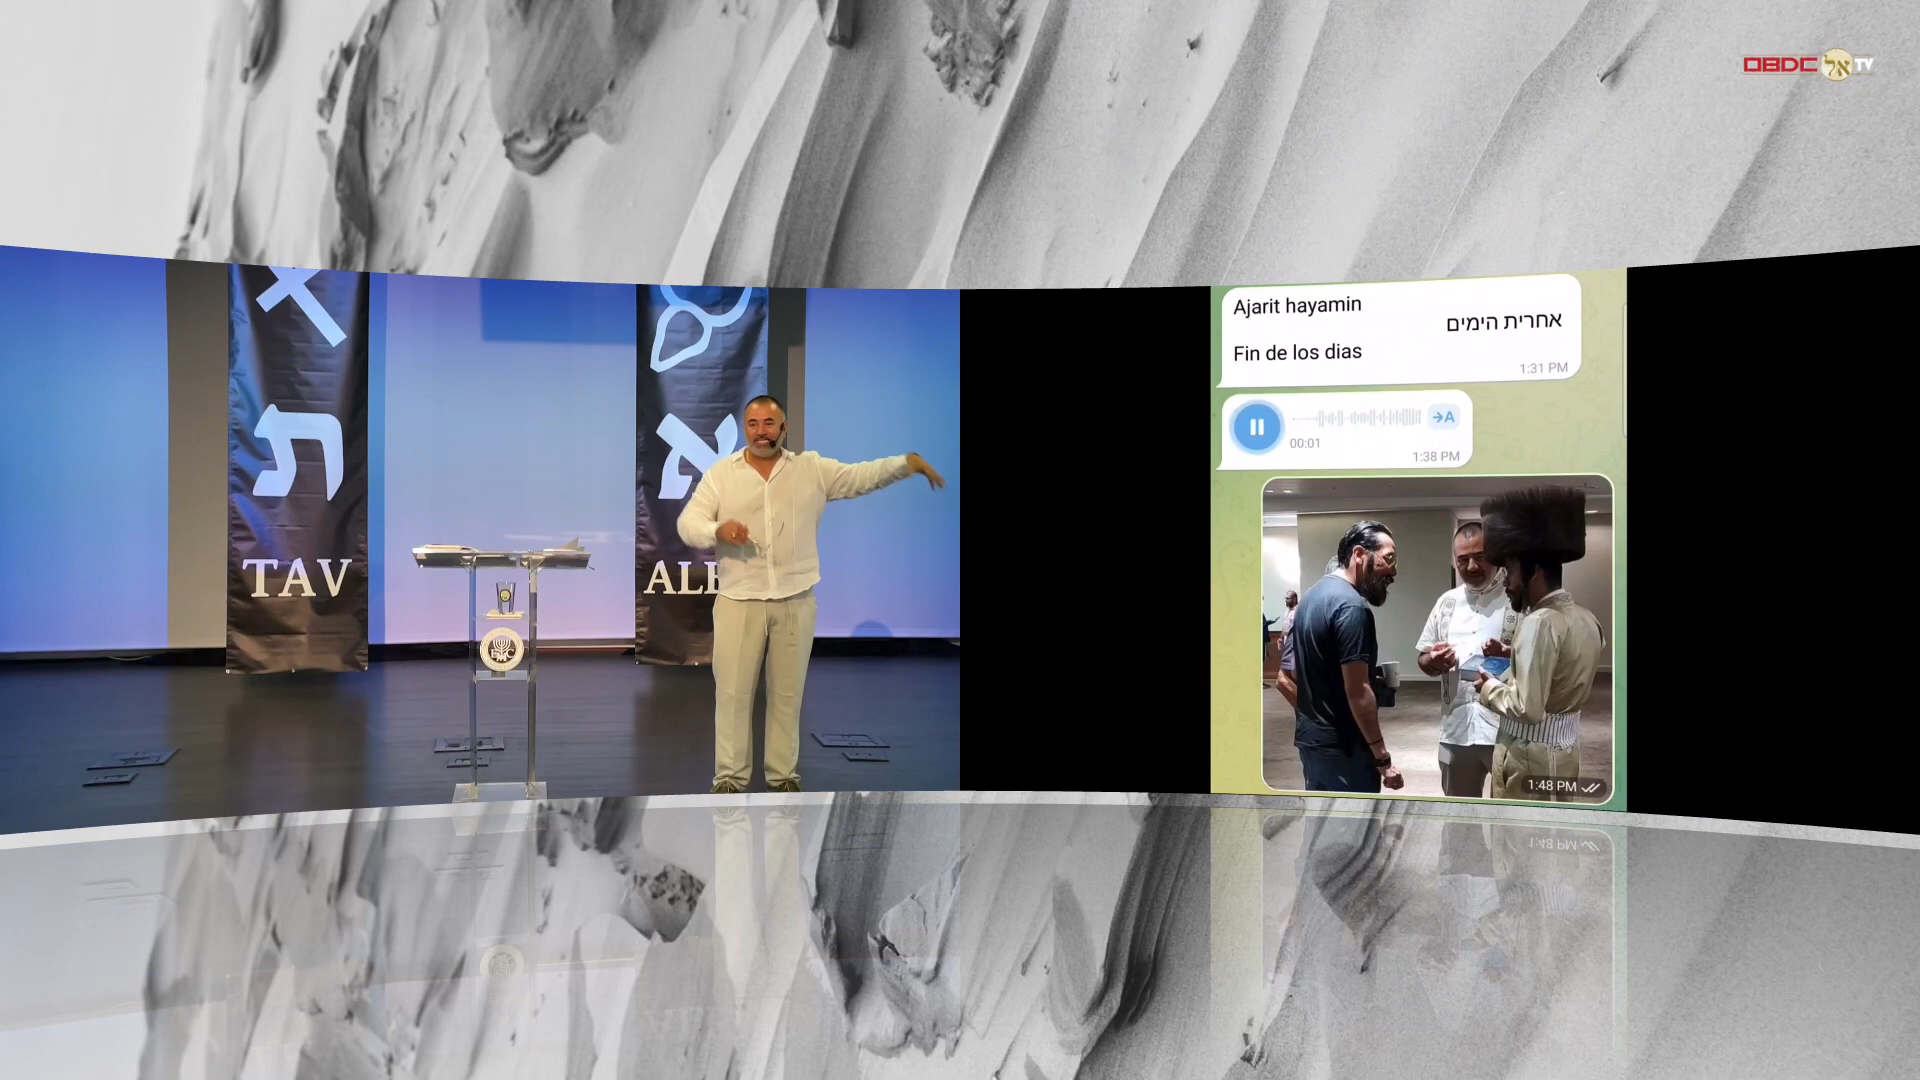 OBDC אל TV
ת
TAV
א
AL
EMC
Ajarit hayamin
אחרית הימים
Fin de los dias
1:31 PM
00:01
→A
1:38 PM
1:48 PM